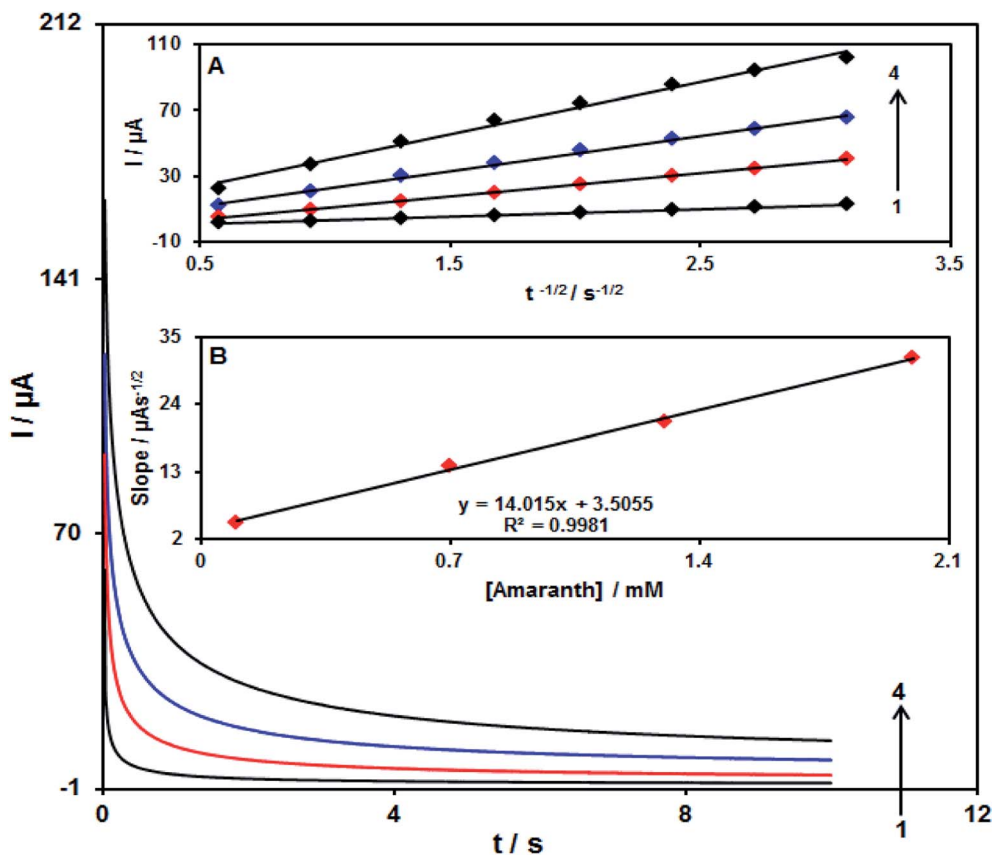 212
141
70
-1
I / µA
0
4
8
12
t / s
4
1
A
110
70
30
-10
I / µA
0.5
1.5
2.5
3.5
t -1/2 / s-1/2
4
1
B
35
24
13
2
Slope / µAs-1/2
y = 14.015x + 3.5055
R² = 0.9981
0
0.7
1.4
2.1
[Amaranth] / mM